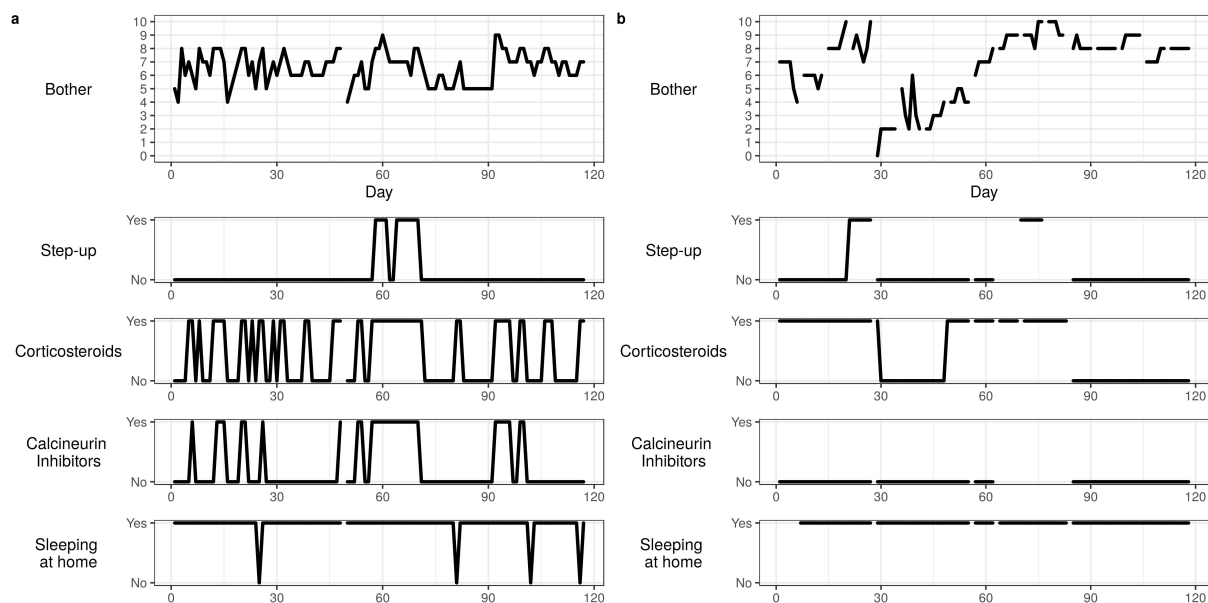 a
10
9
8
7
6
5
4
3
2
1
0
Bother
0 30 60 90 120
Day
Yes
No
Step-up
0 30 60 90 120
Yes
No
Corticosteroids
0 30 60 90 120
Yes
No
Calcineurin
Inhibitors
0 30 60 90 120
Yes
No
Sleeping
at home
0 30 60 90 120
b
10
9
8
7
6
5
4
3
2
1
0
Bother
0 30 60 90 120
Day
Yes
No
Step-up
0 30 60 90 120
Yes
No
Corticosteroids
0 30 60 90 120
Yes
No
Calcineurin
Inhibitors
0 30 60 90 120
Yes
No
Sleeping
at home
0 30 60 90 120